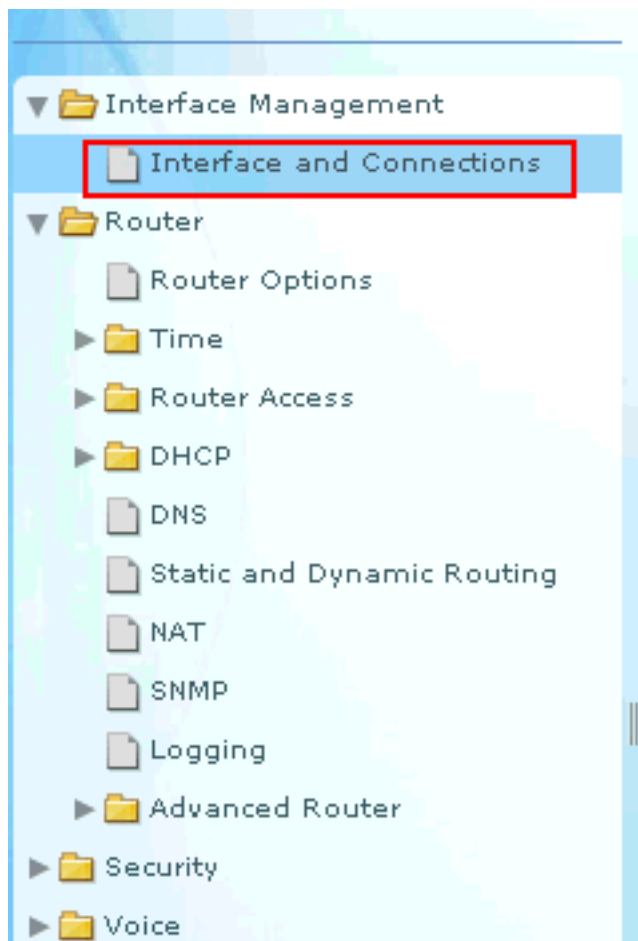 Interface Management
Interface and Connections
Router
Router Options
Time
Router Access
DHCP
DNS
Static and Dynamic Routing
NAT
SNMP
Logging
Advanced Router
Security
Voice